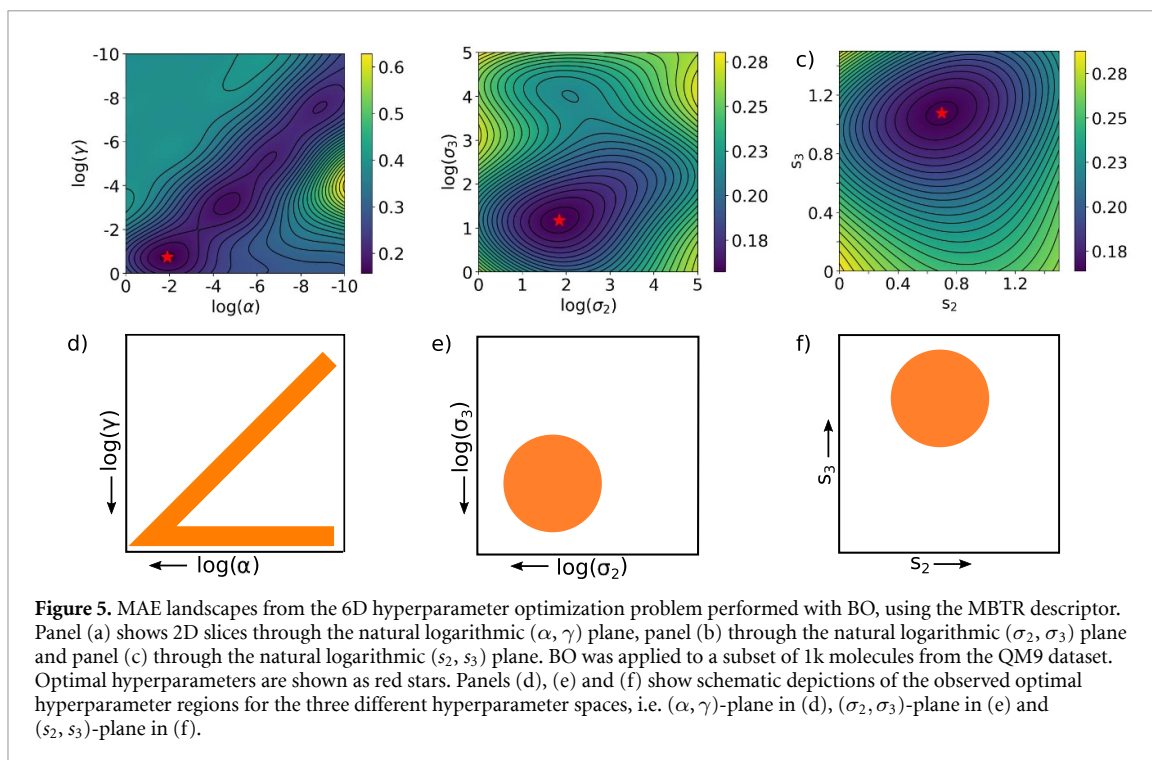 -10
-8
-6
-4
-2
0
log(γ)
0 -2 -4 -6 -8 -10
log(α)
0.6
0.5
0.4
0.3
0.2
5
4
3
2
1
0
log(σ₃)
0 1 2 3 4 5
log(σ₂)
0.28
0.25
0.23
0.20
0.18
c)
1.2
0.8
0.4
0
s₃
0 0.4 0.8 1.2
s₂
0.28
0.25
0.23
0.20
0.18
d)
log(γ)
log(α)
e)
log(σ₃)
log(σ₂)
f)
s₃
s₂
Figure 5. MAE landscapes from the 6D hyperparameter optimization problem performed with BO, using the MBTR descriptor.
Panel (a) shows 2D slices through the natural logarithmic (α, γ) plane, panel (b) through the natural logarithmic (σ₂, σ₃) plane
and panel (c) through the natural logarithmic (s₂, s₃) plane. BO was applied to a subset of 1k molecules from the QM9 dataset.
Optimal hyperparameters are shown as red stars. Panels (d), (e) and (f) show schematic depictions of the observed optimal
hyperparameter regions for the three different hyperparameter spaces, i.e. (α, γ)-plane in (d), (σ₂, σ₃)-plane in (e) and
(s₂, s₃)-plane in (f).